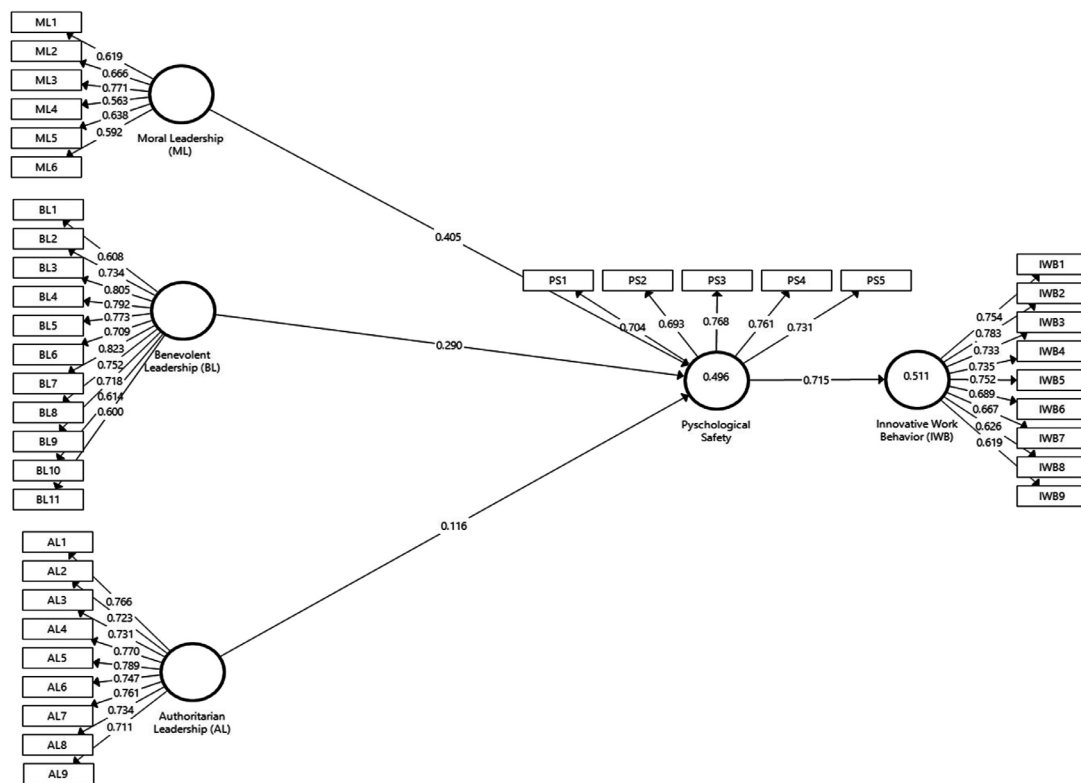 ML1
ML2
ML3
ML4
ML5
ML6
0.619
0.666
0.771
0.563
0.638
0.592
Moral Leadership
(ML)
BL1
BL2
BL3
BL4
BL5
BL6
BL7
BL8
BL9
BL10
BL11
0.608
0.734
0.805
0.792
0.773
0.709
0.823
0.752
0.718
0.614
0.600
Benevolent
Leadership (BL)
AL1
AL2
AL3
AL4
AL5
AL6
AL7
AL8
AL9
0.766
0.723
0.731
0.770
0.789
0.747
0.761
0.734
0.711
Authoritarian
Leadership (AL)
0.405
0.290
0.116
PS1
PS2
PS3
PS4
PS5
0.704
0.693
0.768
0.761
0.731
0.496
Pyschological
Safety
0.715
0.511
Innovative Work
Behavior (IWB)
0.754
0.783
0.733
0.735
0.752
0.689
0.667
0.626
0.619
IWB1
IWB2
IWB3
IWB4
IWB5
IWB6
IWB7
IWB8
IWB9